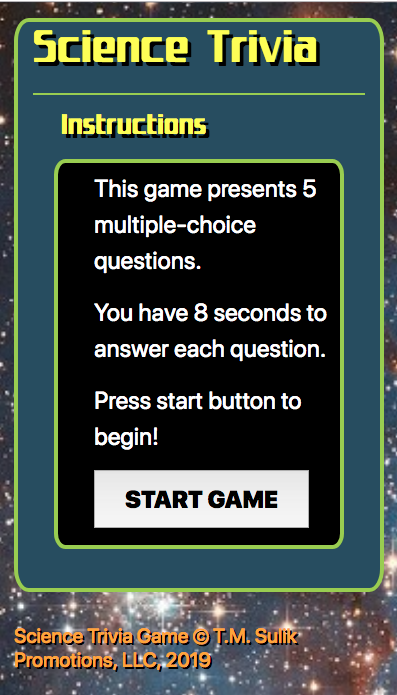 Science Trivia
Instructions
This game presents 5
multiple-choice
questions.
You have 8 seconds to
answer each question.
Press start button to
begin!
START GAME
Science Trivia Game © T.M. Sulik
Promotions, LLC, 2019